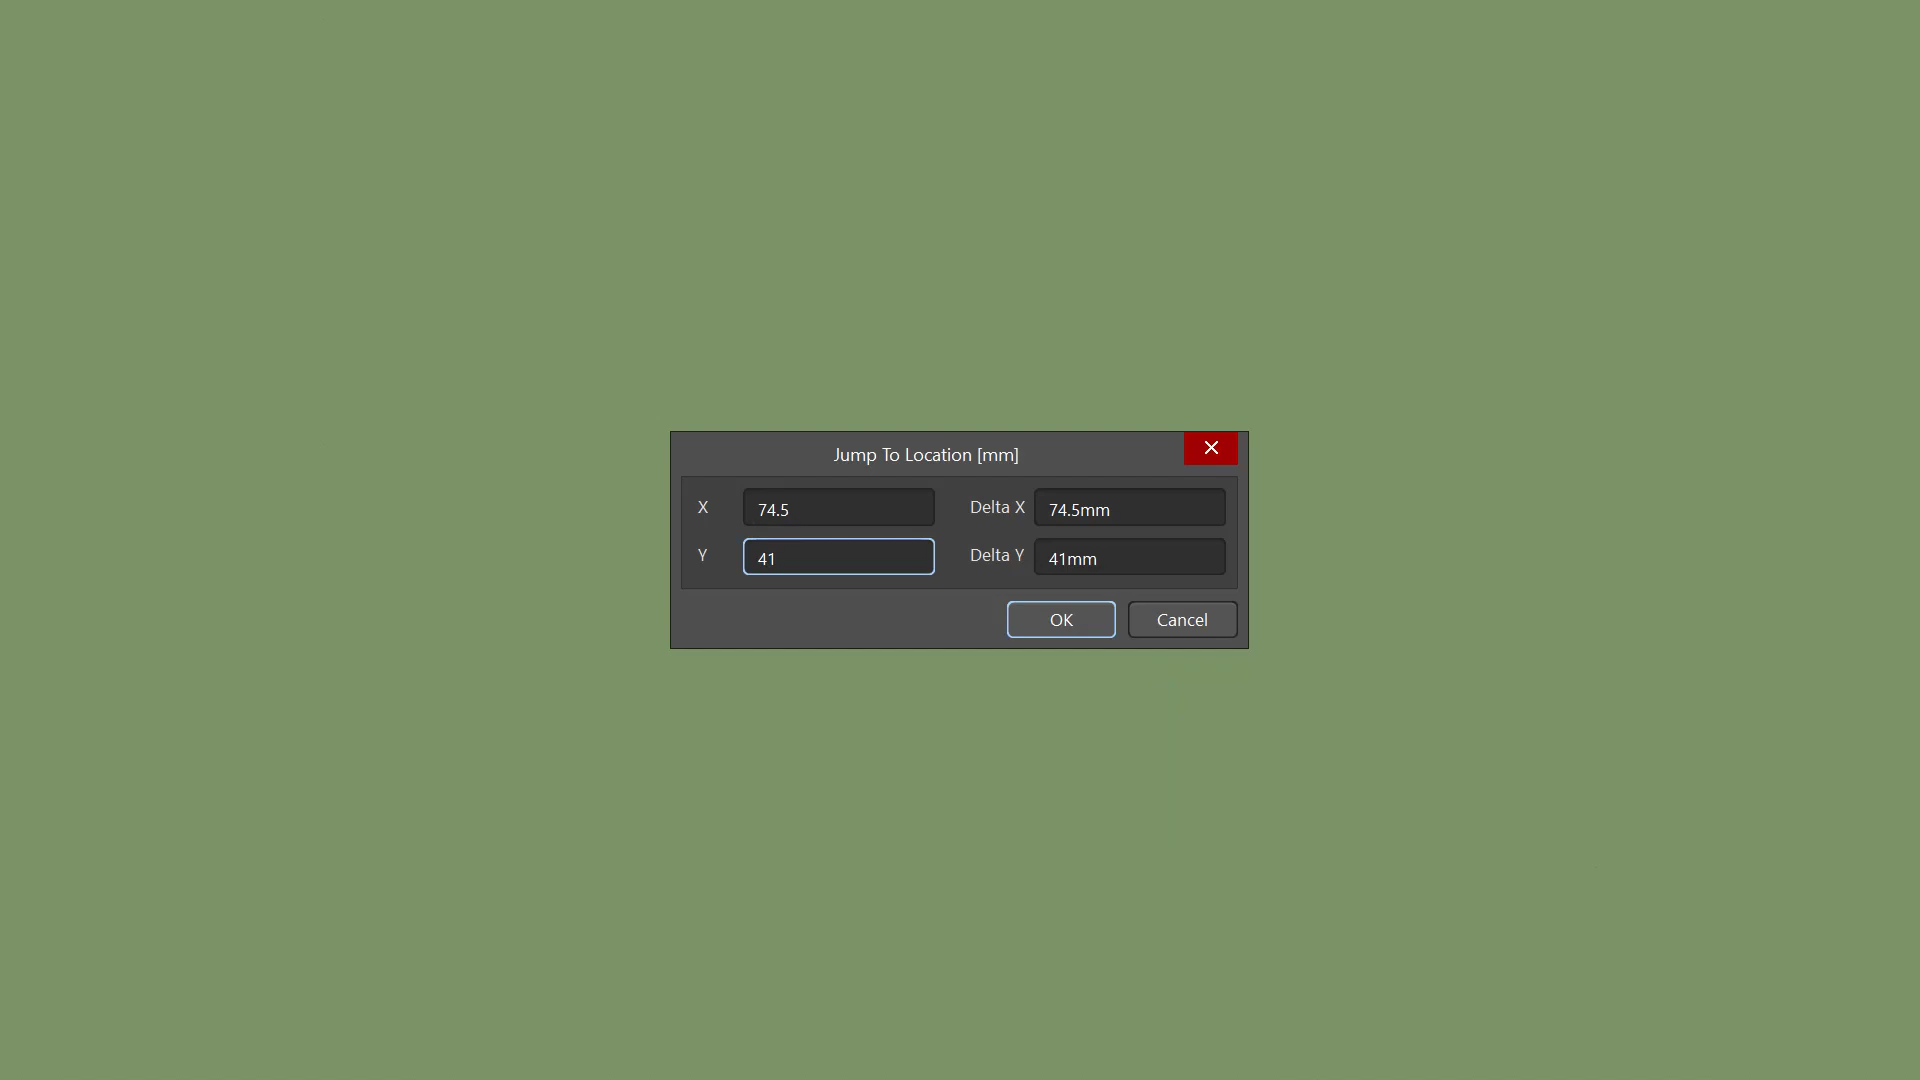 Jump To Location [mm]
X 74.5 Delta X 74.5mm
Y 41 Delta Y 41mm
OK Cancel